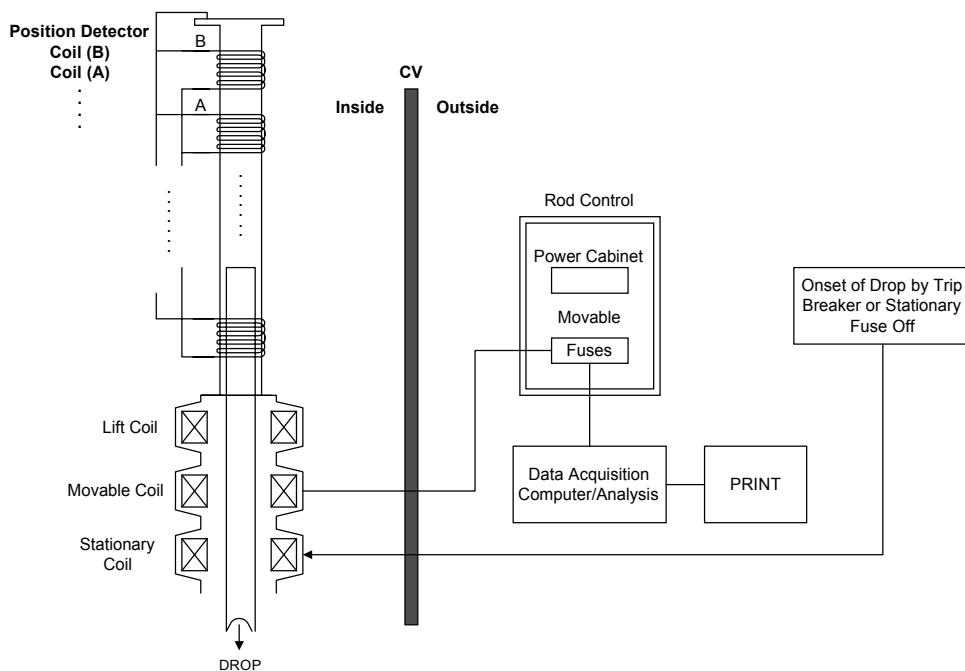 Position Detector
Coil (B)
Coil (A)
B
A
CV
Inside
Outside
Rod Control
Power Cabinet
Movable
Fuses
Onset of Drop by Trip
Breaker or Stationary
Fuse Off
Lift Coil
Movable Coil
Stationary
Coil
Data Acquisition
Computer/Analysis
PRINT
DROP